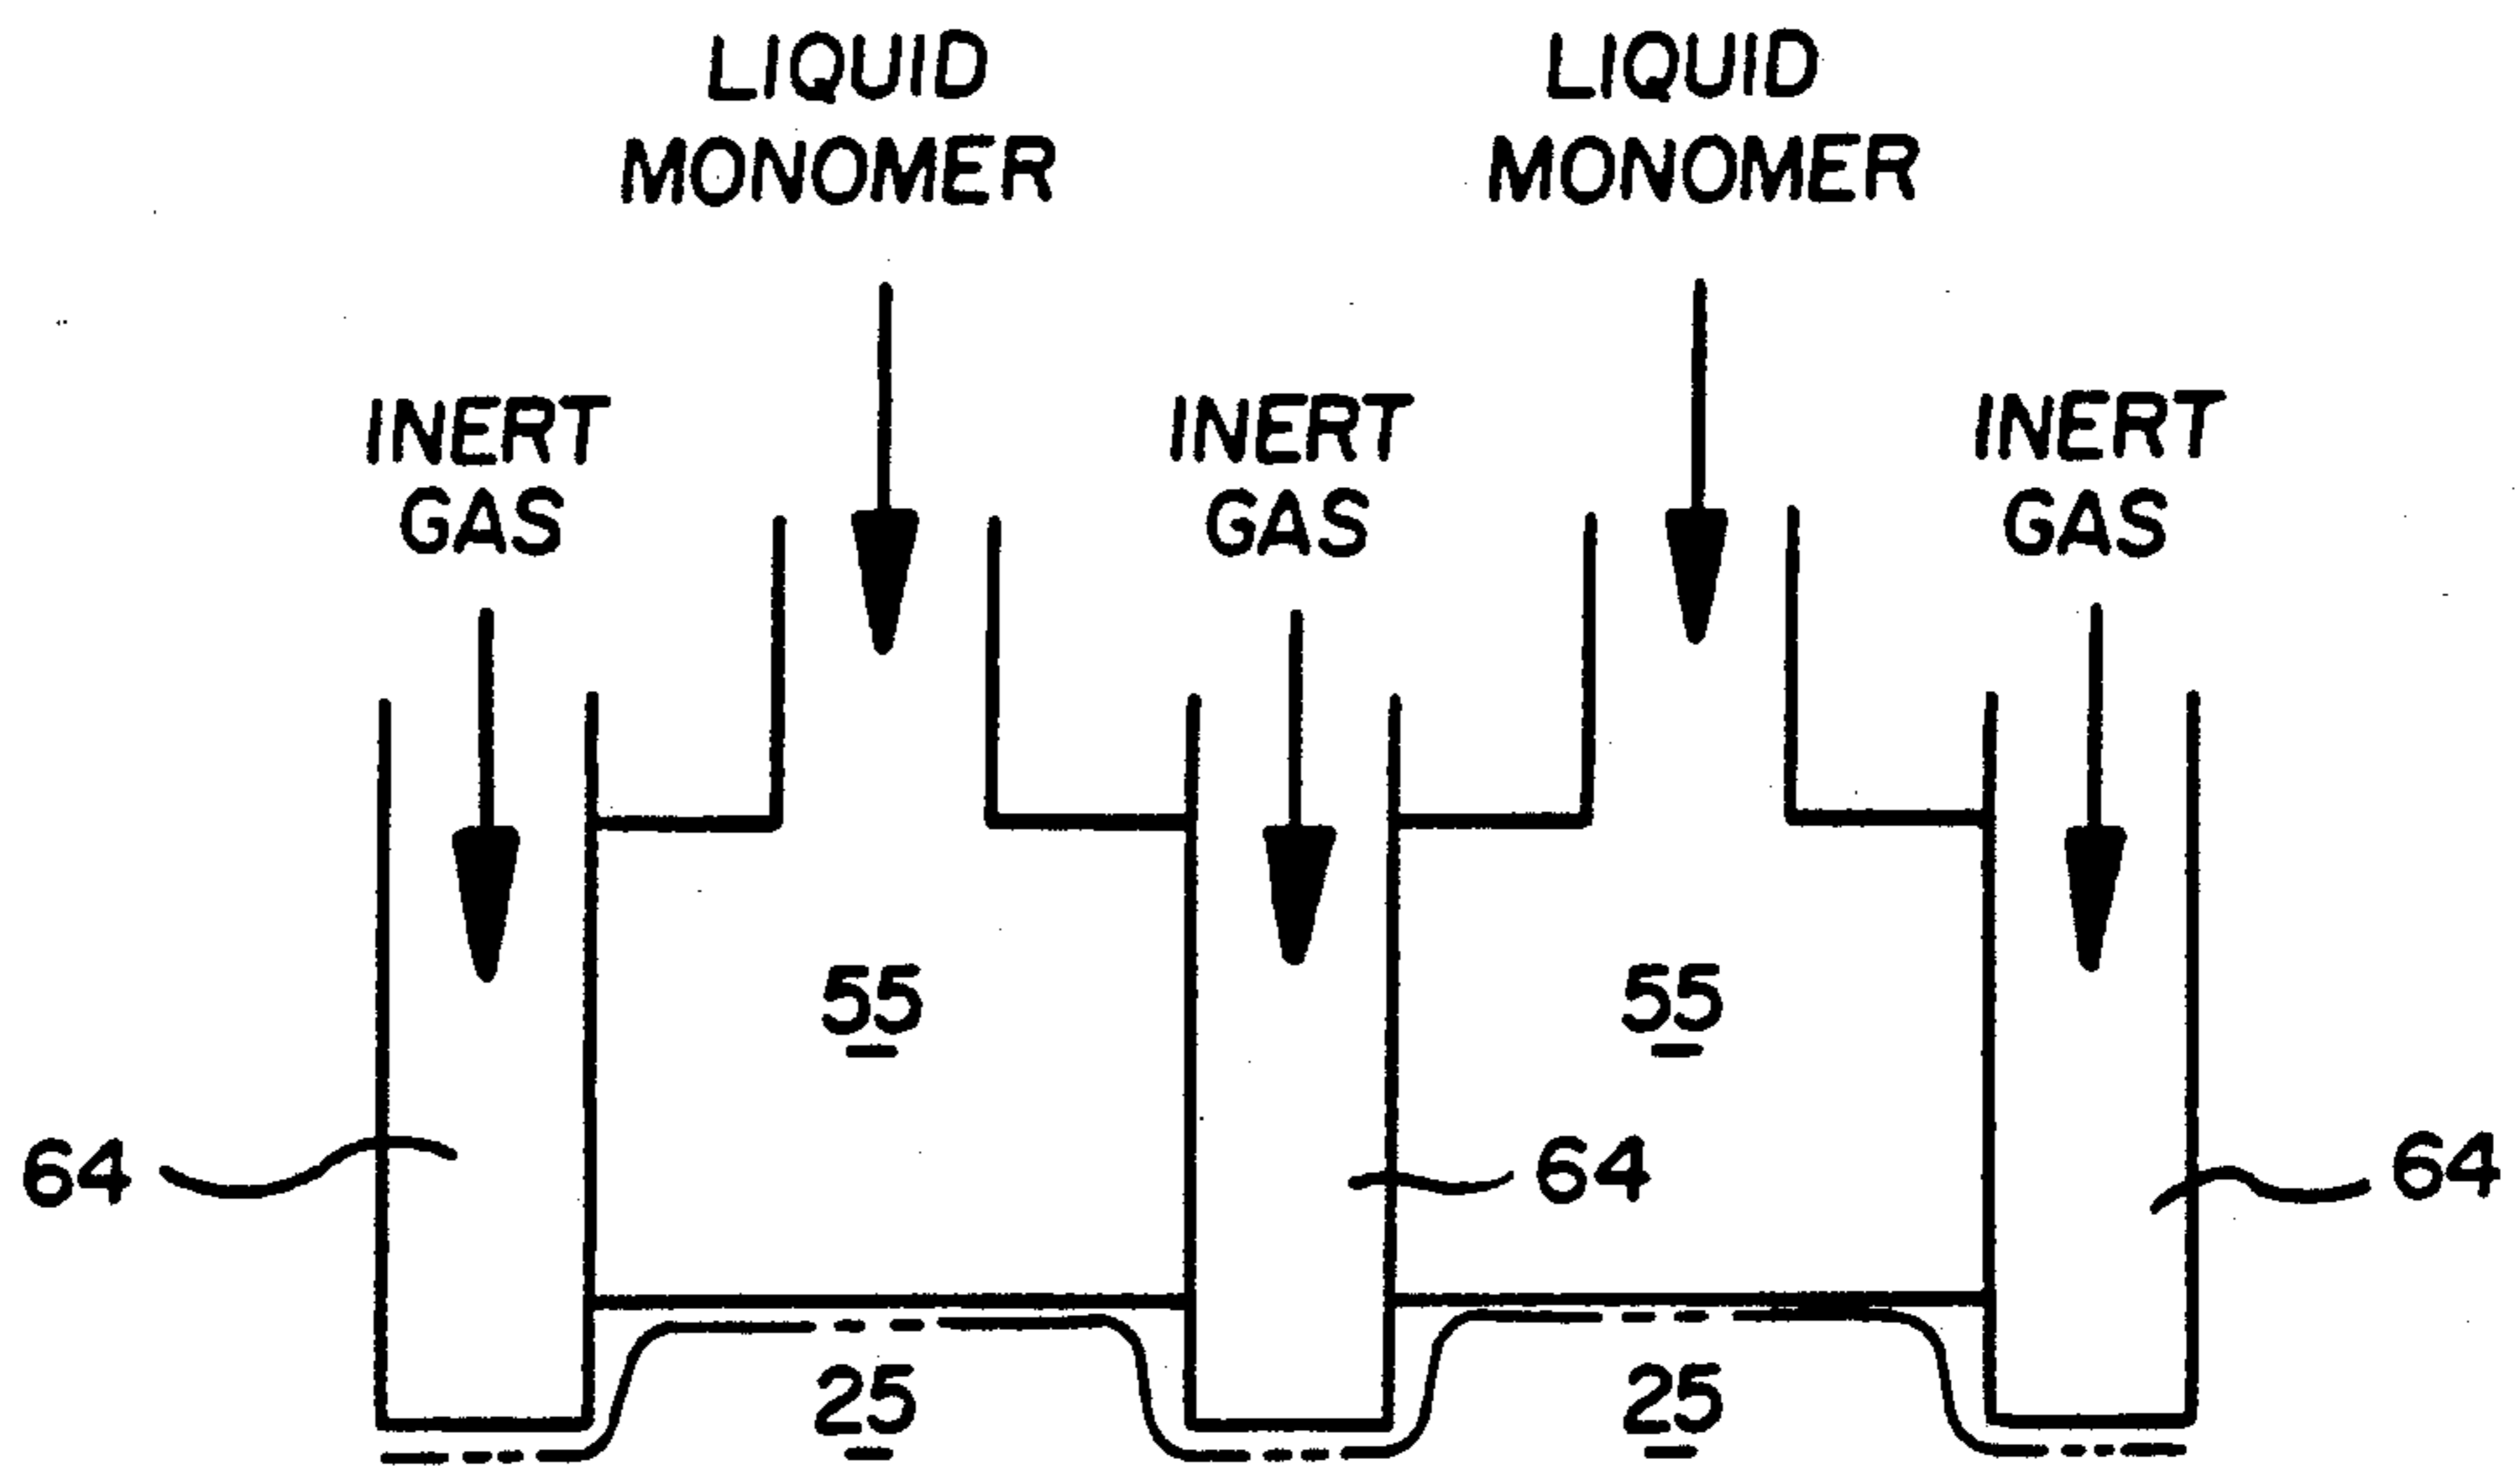 LIQUID
MONOMER
LIQUID
MONOMER
INERT
GAS
INERT
GAS
INERT
GAS
55
55
64
64
64
25
25